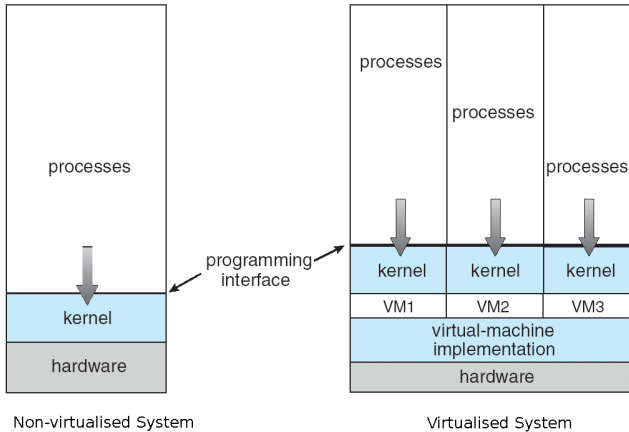 processes
kernel
hardware
Non-virtualised System
programming
interface
processes
processes
processes
kernel
kernel
kernel
VM1
VM2
VM3
virtual-machine
implementation
hardware
Virtualised System